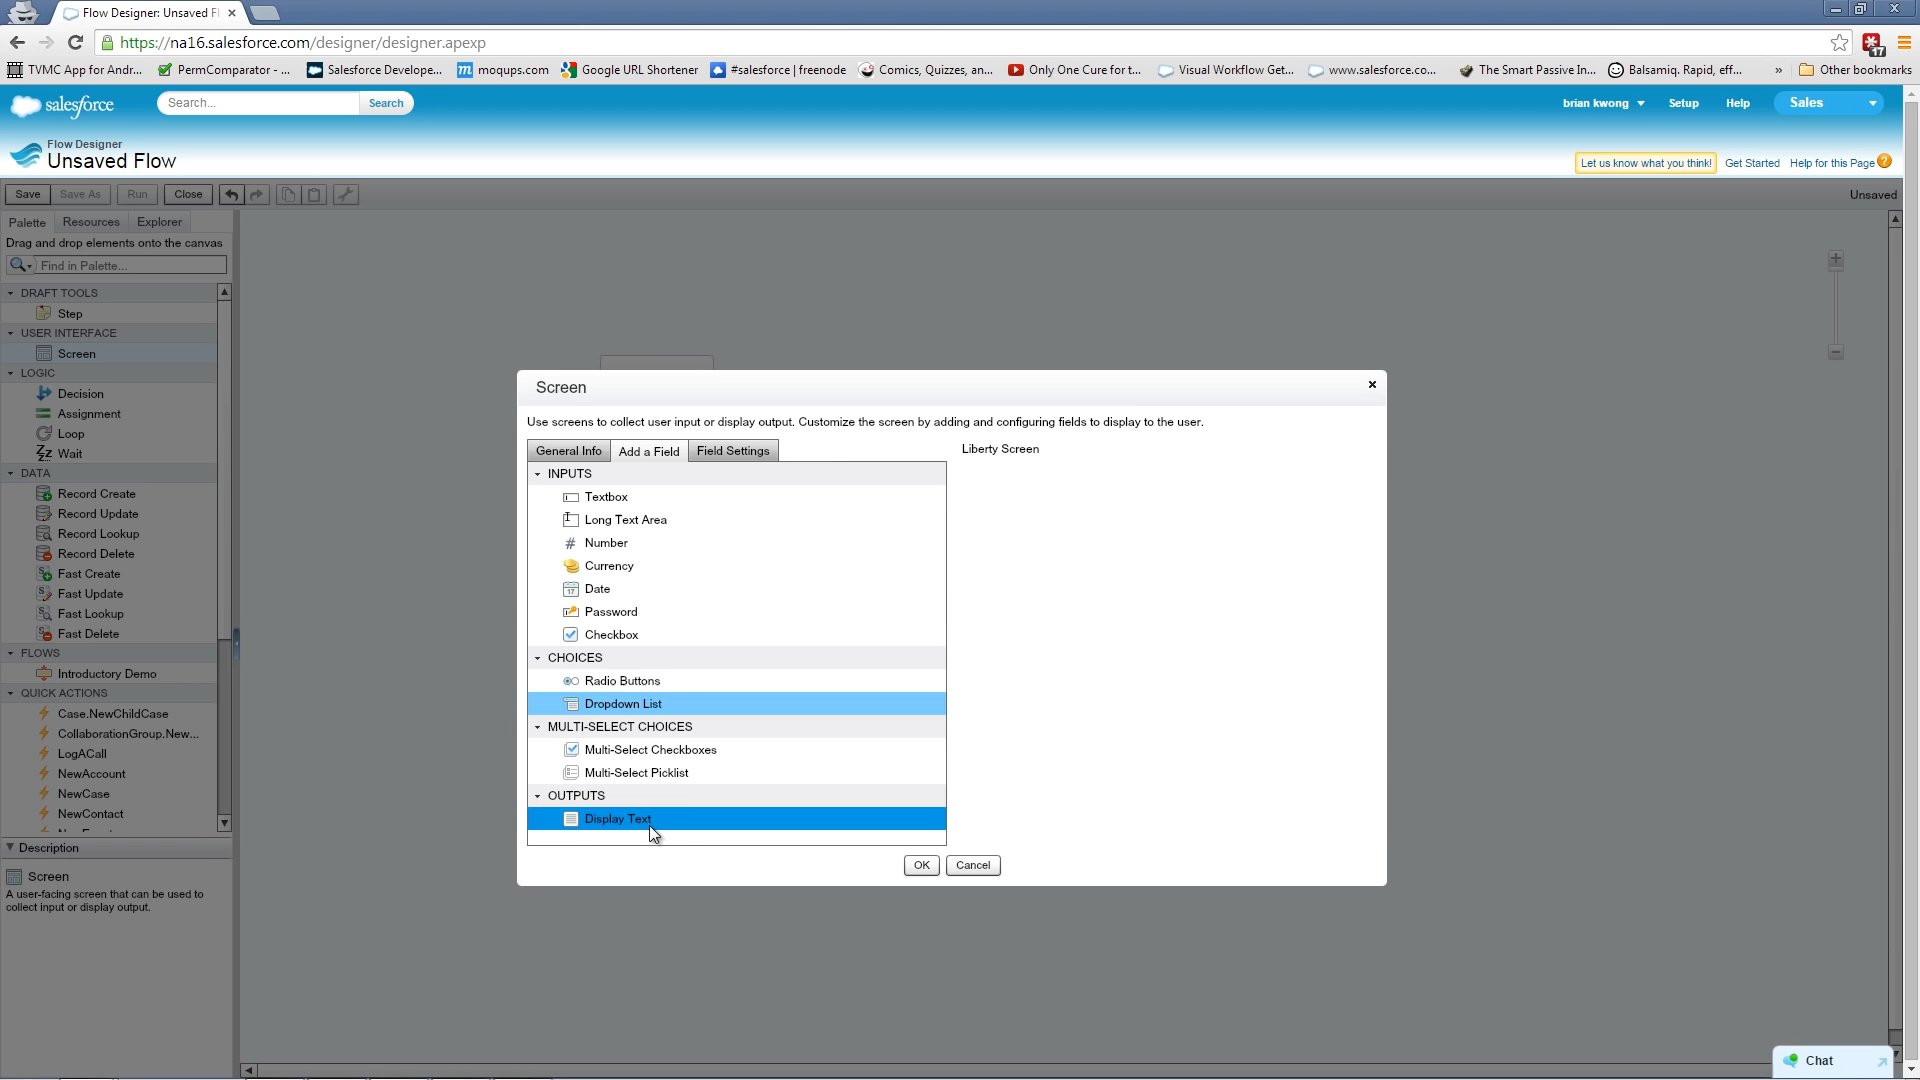 Flow Designer: Unsaved Fl
https://na16.salesforce.com/designer/designer.apexp
TVMC App for Andr...
PermComparator - ...
Salesforce Develope...
moqups.com
Google URL Shortener
#salesforce | freenode
Comics, Quizzes, an...
Only One Cure for t...
Visual Workflow Get...
www.salesforce.co...
The Smart Passive In...
Balsamiq. Rapid, eff...
»
Other bookmarks
17
salesforce
Search...
Search
brian kwong
Setup
Help
Sales
Flow Designer
Unsaved Flow
Let us know what you think!
Get Started
Help for this Page
Save
Save As
Run
Close
Unsaved
Palette
Resources
Explorer
Drag and drop elements onto the canvas
Find in Palette...
DRAFT TOOLS
Step
USER INTERFACE
Screen
LOGIC
Decision
Assignment
Loop
Wait
DATA
Record Create
Record Update
Record Lookup
Record Delete
Fast Create
Fast Update
Fast Lookup
Fast Delete
FLOWS
Introductory Demo
QUICK ACTIONS
Case.NewChildCase
CollaborationGroup.New...
LogACall
NewAccount
NewCase
NewContact
Description
Screen
A user-facing screen that can be used to
collect input or display output.
Screen
Use screens to collect user input or display output. Customize the screen by adding and configuring fields to display to the user.
General Info
Add a Field
Field Settings
Liberty Screen
INPUTS
Textbox
Long Text Area
Number
Currency
Date
Password
Checkbox
CHOICES
Radio Buttons
Dropdown List
MULTI-SELECT CHOICES
Multi-Select Checkboxes
Multi-Select Picklist
OUTPUTS
Display Text
OK
Cancel
Chat